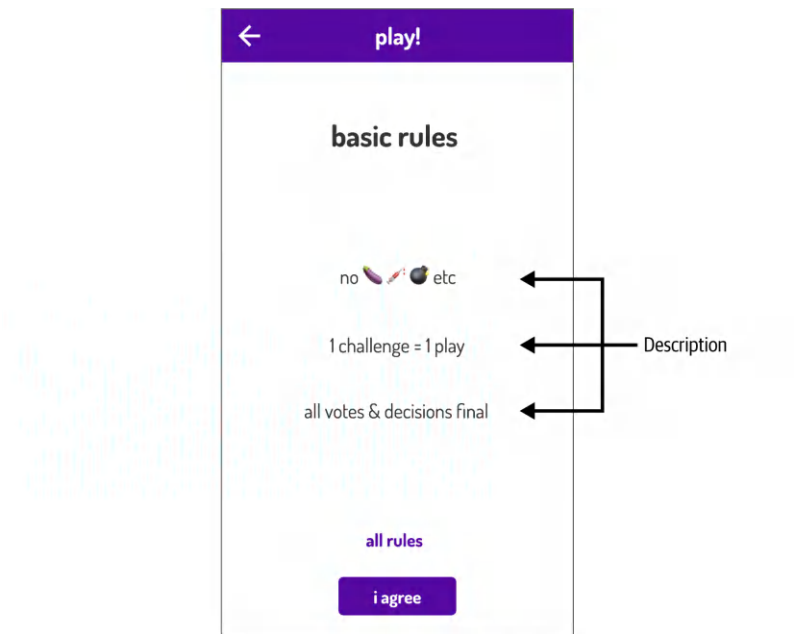 play!
basic rules
no 🍆 💉 💣 etc
1 challenge = 1 play
all votes & decisions final
Description
all rules
i agree